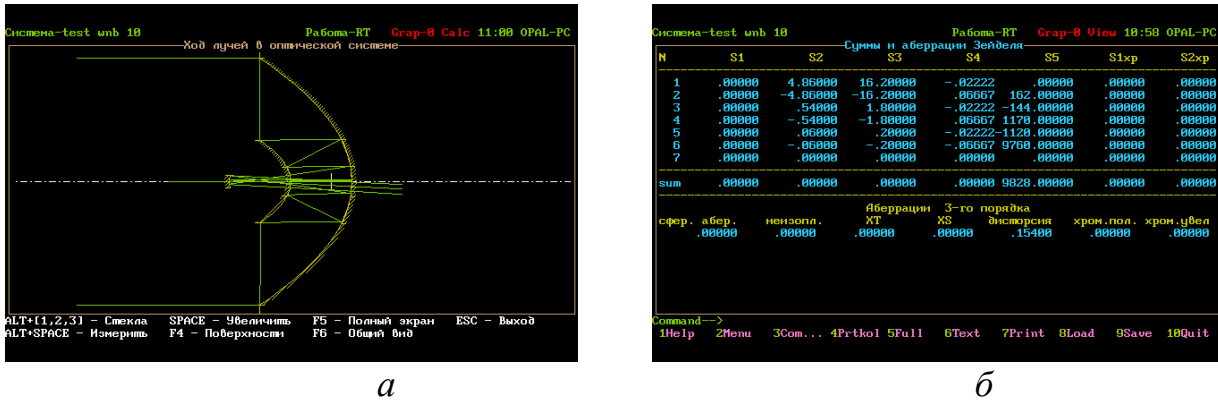 Система-test wnb 10 Работа-RT Grap-0 Calc 11:00 OPAL-PC
Ход лучей в оптической системе
ALT+[1,2,3] - Стекла SPACE - Увеличить F5 - Полный экран ESC - Выход
ALT+SPACE - Измерить F4 - Поверхности F6 - Общий вид
а
Система-test wnb 10 Работа-RT Grap-0 View 10:58 OPAL-PC
Суммы и аберрации Зейделя
N S1 S2 S3 S4 S5 S1хр S2хр
1 .00000 4.86000 16.20000 -.02222 .00000 .00000 .00000
2 .00000 -4.86000 -16.20000 .06667 162.00000 .00000 .00000
3 .00000 .54000 1.80000 -.02222 -144.00000 .00000 .00000
4 .00000 -.54000 -1.80000 .06667 1170.00000 .00000 .00000
5 .00000 .06000 .20000 -.02222-1120.00000 .00000 .00000
6 .00000 -.06000 -.20000 -.06667 9760.00000 .00000 .00000
7 .00000 .00000 .00000 .00000 .00000 .00000 .00000
sum .00000 .00000 .00000 .00000 9828.00000 .00000 .00000
Аберрации 3-го порядка
сфер. абер. неизопл. XT XS дисторсия хром.пол. хром.увел
.00000 .00000 .00000 .00000 .15400 .00000 .00000
Command-->
1Help 2Menu 3Com... 4Prtkol 5Full 6Text 7Print 8Load 9Save 10Quit
б